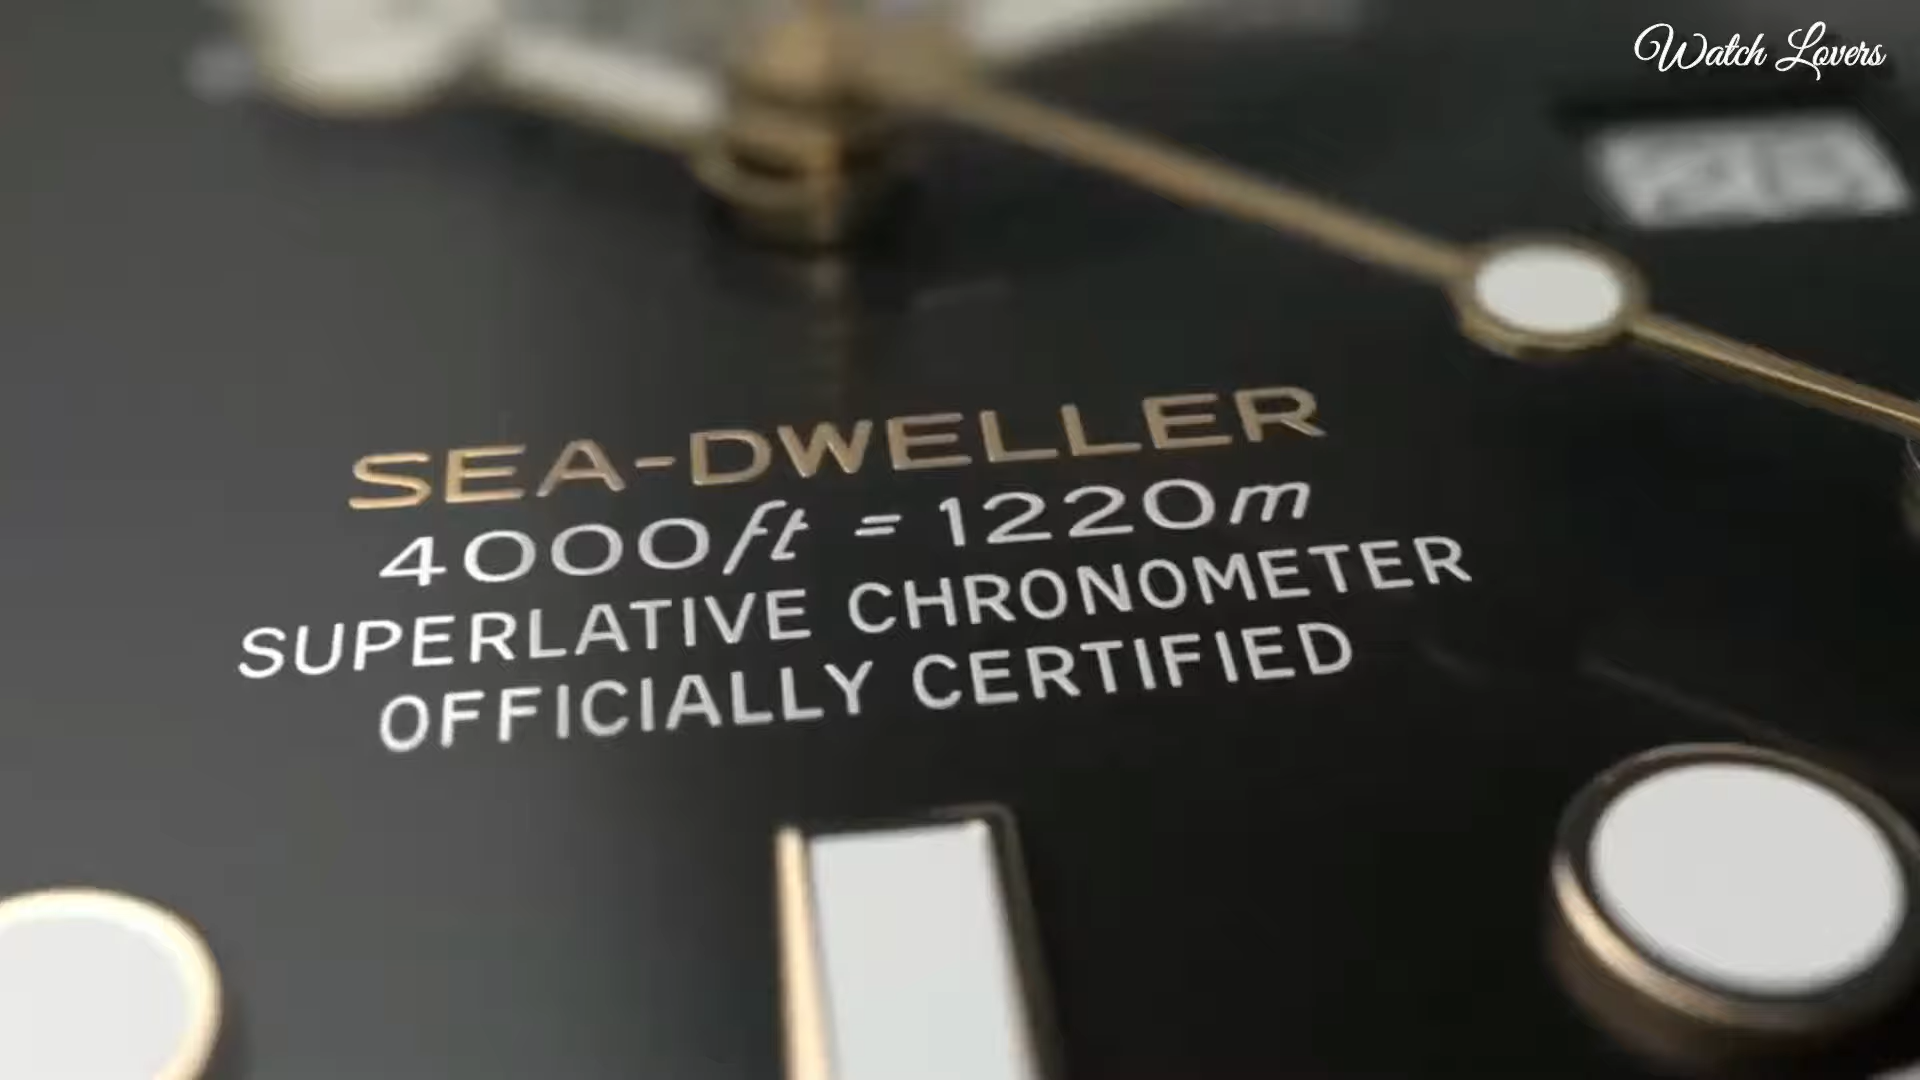 Watch Lovers
SEA-DWELLER
4000ft = 1220m
SUPERLATIVE CHRONOMETER
OFFICIALLY CERTIFIED